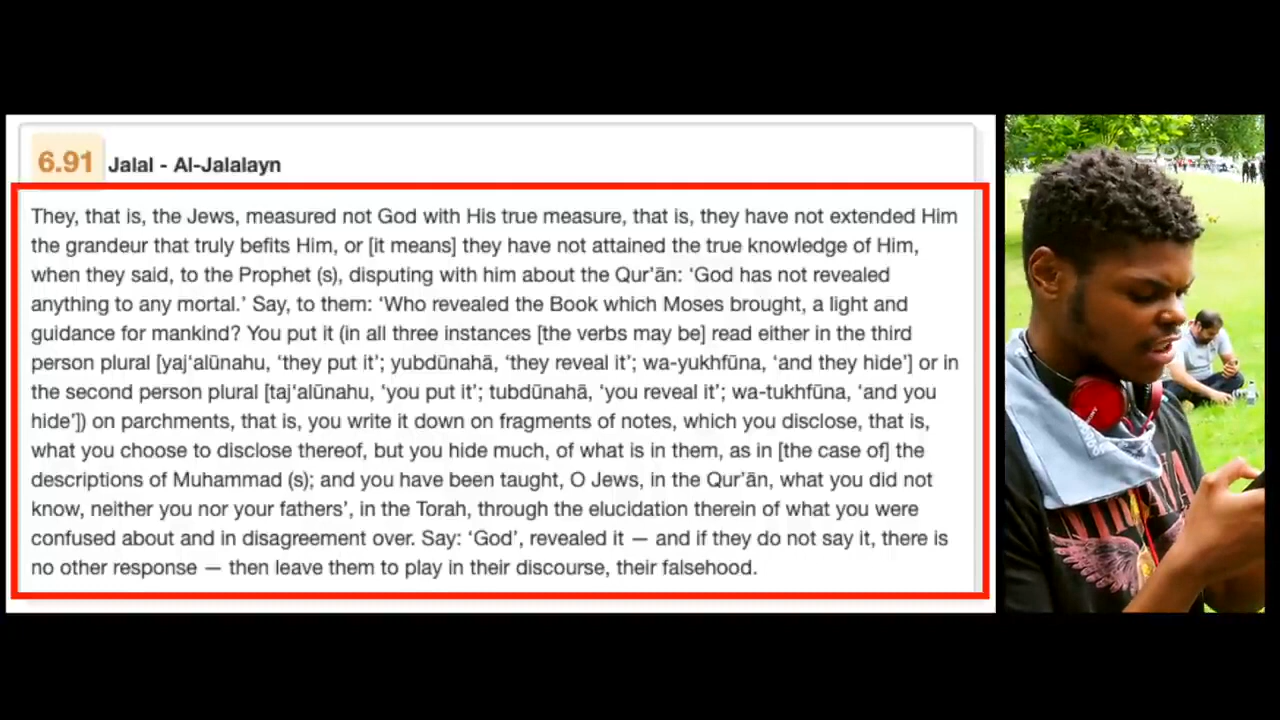 6.91 Jalal - Al-Jalalayn
They, that is, the Jews, measured not God with His true measure, that is, they have not extended Him
the grandeur that truly befits Him, or [it means] they have not attained the true knowledge of Him,
when they said, to the Prophet (s), disputing with him about the Qur’ān: ‘God has not revealed
anything to any mortal.’ Say, to them: ‘Who revealed the Book which Moses brought, a light and
guidance for mankind? You put it (in all three instances [the verbs may be] read either in the third
person plural [yaj‘alūnahu, ‘they put it’; yubdūnahā, ‘they reveal it’; wa-yukhfūna, ‘and they hide’] or in
the second person plural [taj‘alūnahu, ‘you put it’; tubdūnahā, ‘you reveal it’; wa-tukhfūna, ‘and you
hide’]) on parchments, that is, you write it down on fragments of notes, which you disclose, that is,
what you choose to disclose thereof, but you hide much, of what is in them, as in [the case of] the
descriptions of Muhammad (s); and you have been taught, O Jews, in the Qur’ān, what you did not
know, neither you nor your fathers’, in the Torah, through the elucidation therein of what you were
confused about and in disagreement over. Say: ‘God’, revealed it — and if they do not say it, there is
no other response — then leave them to play in their discourse, their falsehood.
SOCO